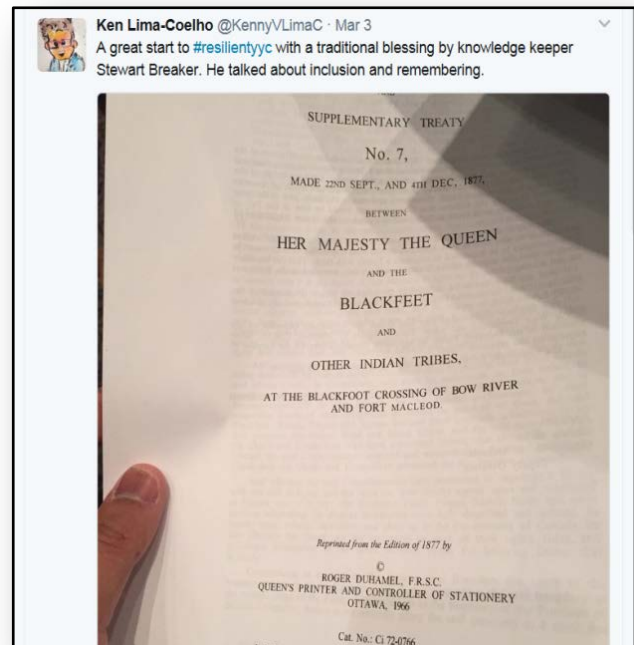 Ken Lima-Coelho @KennyVLimaC · Mar 3
A great start to #resilientyyc with a traditional blessing by knowledge keeper
Stewart Breaker. He talked about inclusion and remembering.
SUPPLEMENTARY TREATY
No. 7,
MADE 22ND SEPT., AND 4TH DEC, 1877,
BETWEEN
HER MAJESTY THE QUEEN
AND THE
BLACKFEET
AND
OTHER INDIAN TRIBES,
AT THE BLACKFOOT CROSSING OF BOW RIVER
AND FORT MACLEOD.
Reprinted from the Edition of 1877 by
©
ROGER DUHAMEL, F.R.S.C.
QUEEN'S PRINTER AND CONTROLLER OF STATIONERY
OTTAWA, 1966
Cat. No.: Ci 72-0766